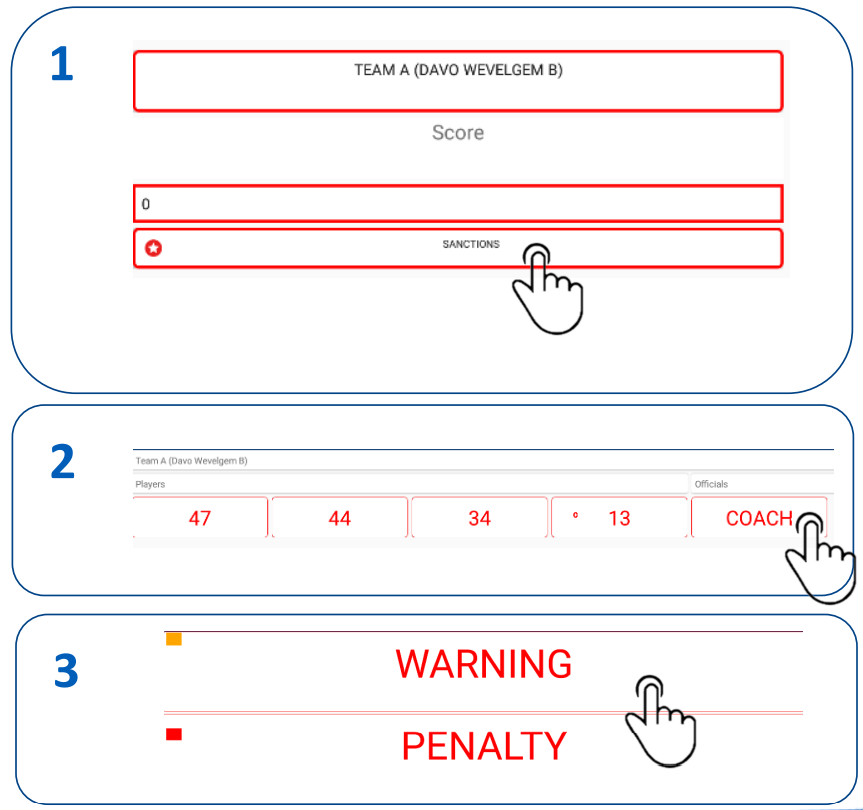 1
TEAM A (DAVO WEVELGEM B)
Score
0
SANCTIONS
2
Team A (Davo Wevelgem B)
Players Officials
47 44 34 c 13 COACH
3
WARNING
PENALTY